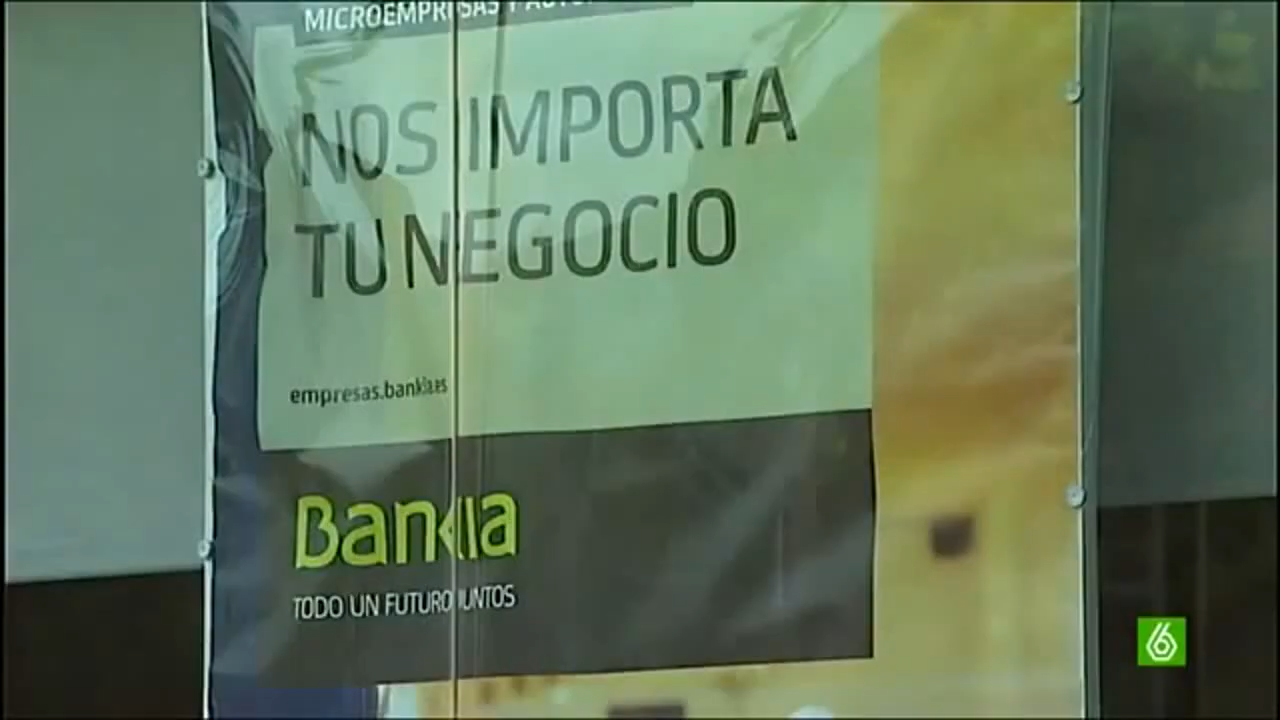 MICROEMPRESAS Y
NOS IMPORTA
TU NEGOCIO
empresas.bankia.es
Bankia
TODO UN FUTURO JUNTOS
6